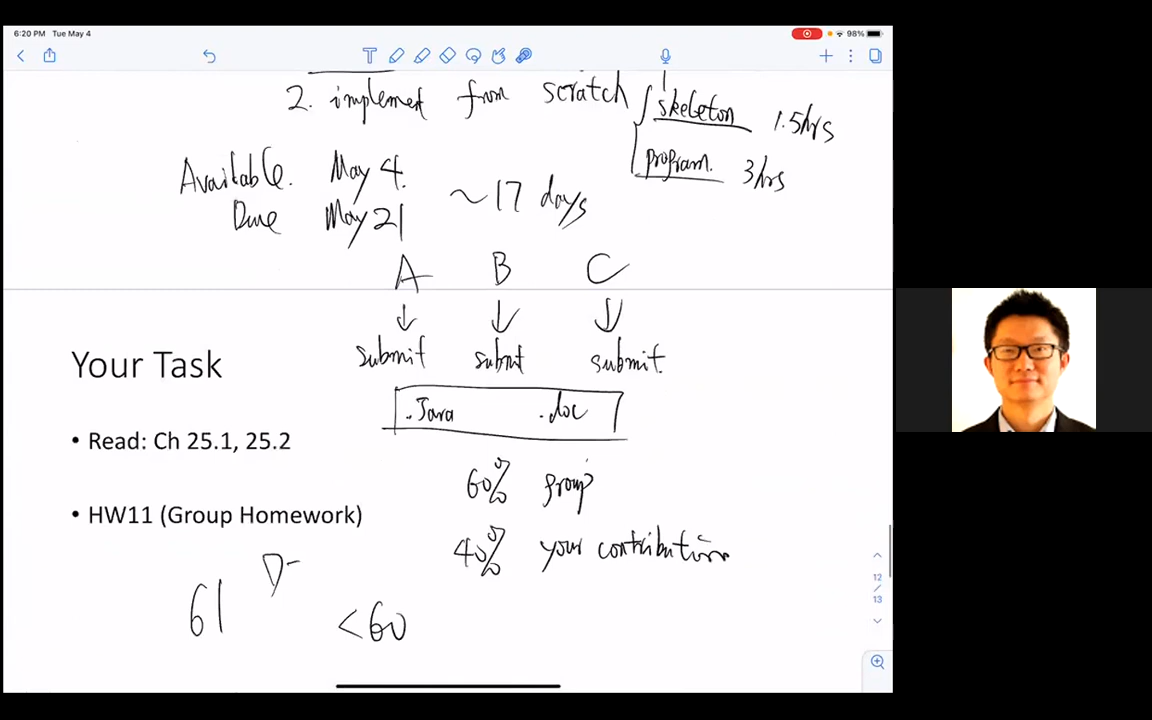 6:20 PM Tue May 4
98%
2. implement from scratch
skeleton 1.5hrs
program. 3hrs
Available. May 4.
Due May 21
~17 days
A B C
submit submit submit.
Your Task
.Java .doc
• Read: Ch 25.1, 25.2
60% group
• HW11 (Group Homework)
40% your contribution
D-
61 <60
12
13